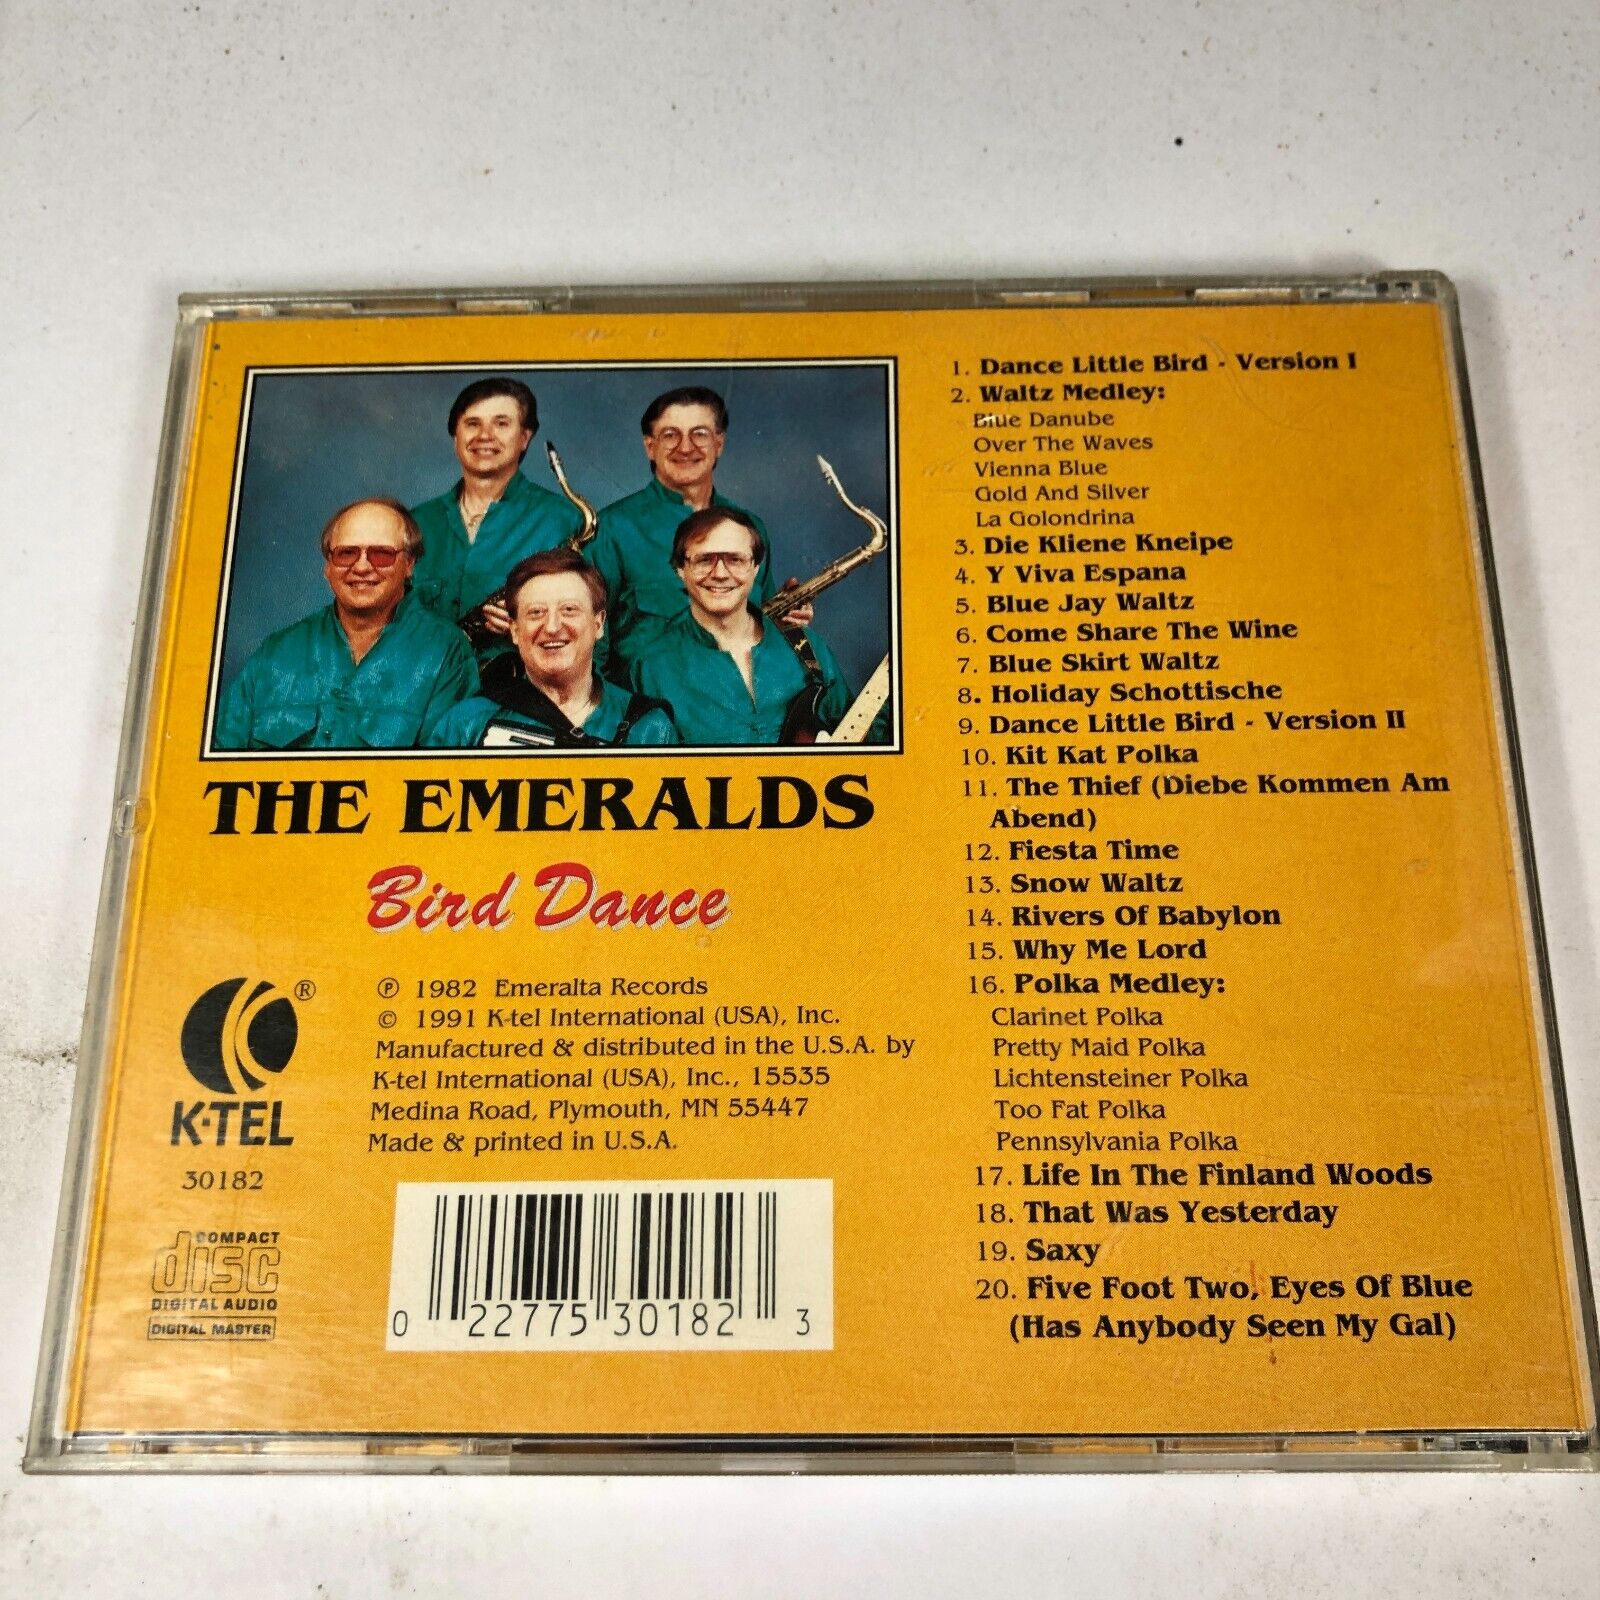 THE EMERALDS
Bird Dance
℗ 1982 Emeralta Records
© 1991 K-tel International (USA), Inc.
Manufactured & distributed in the U.S.A. by
K-tel International (USA), Inc., 15535
Medina Road, Plymouth, MN 55447
Made & printed in U.S.A.
®
K-TEL
30182
COMPACT
disc
DIGITAL AUDIO
DIGITAL MASTER
0 22775 30182 3
1. Dance Little Bird - Version I
2. Waltz Medley:
Blue Danube
Over The Waves
Vienna Blue
Gold And Silver
La Golondrina
3. Die Kliene Kneipe
4. Y Viva Espana
5. Blue Jay Waltz
6. Come Share The Wine
7. Blue Skirt Waltz
8. Holiday Schottische
9. Dance Little Bird - Version II
10. Kit Kat Polka
11. The Thief (Diebe Kommen Am
Abend)
12. Fiesta Time
13. Snow Waltz
14. Rivers Of Babylon
15. Why Me Lord
16. Polka Medley:
Clarinet Polka
Pretty Maid Polka
Lichtensteiner Polka
Too Fat Polka
Pennsylvania Polka
17. Life In The Finland Woods
18. That Was Yesterday
19. Saxy
20. Five Foot Two, Eyes Of Blue
(Has Anybody Seen My Gal)